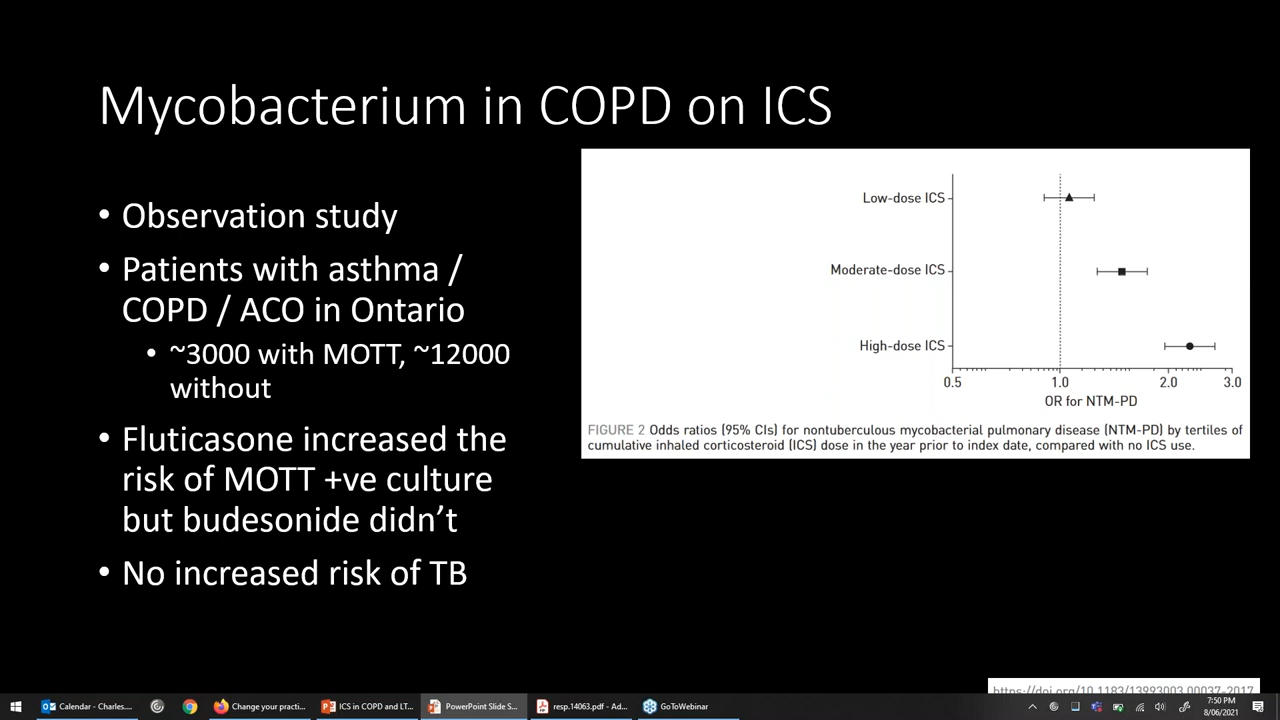 Mycobacterium in COPD on ICS
• Observation study
• Patients with asthma /
COPD / ACO in Ontario
• ~3000 with MOTT, ~12000
without
• Fluticasone increased the
risk of MOTT +ve culture
but budesonide didn’t
• No increased risk of TB
Low-dose ICS
Moderate-dose ICS
High-dose ICS
0.5 1.0 2.0 3.0
OR for NTM-PD
FIGURE 2 Odds ratios (95% CIs) for nontuberculous mycobacterial pulmonary disease (NTM-PD) by tertiles of
cumulative inhaled corticosteroid (ICS) dose in the year prior to index date, compared with no ICS use.
https://doi.org/10.1183/13993003.00037-2017
Calendar - Charles....
Change your practi...
ICS in COPD and LT...
PowerPoint Slide S...
resp.14063.pdf - Ad...
GoToWebinar
7:50 PM
8/06/2021